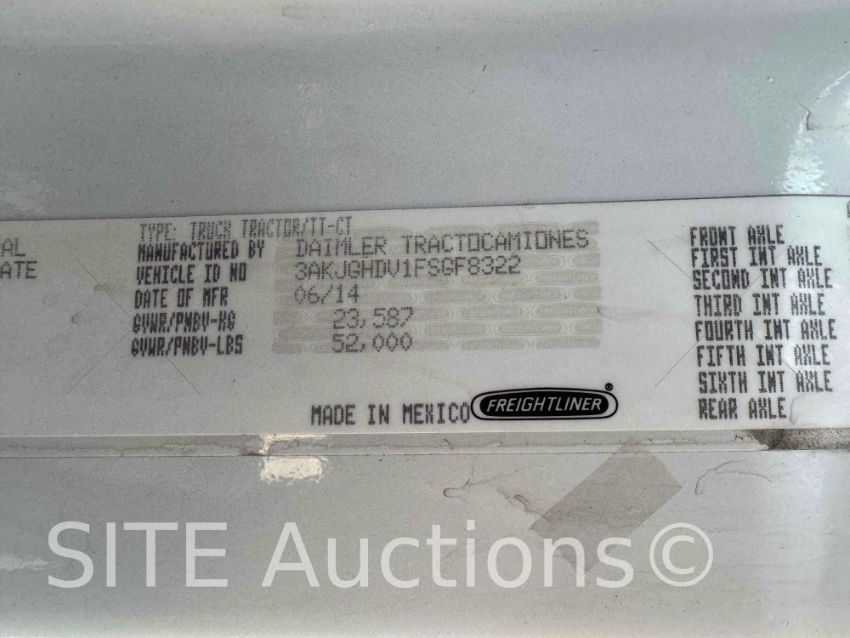 TYPE: TRUCK TRACTOR/TT-CT
MANUFACTURED BY DAIMLER TRACTOCAMIONES
VEHICLE ID NO 3AKJGHDV1FSGF8322
DATE OF MFR 06/14
GVWR/PNBV-KG 23,587
GVWR/PNBV-LBS 52,000
MADE IN MEXICO FREIGHTLINER®
AL
ATE
FRONT AXLE
FIRST INT AXLE
SECOND INT AXLE
THIRD INT AXLE
FOURTH INT AXLE
FIFTH INT AXLE
SIXTH INT AXLE
REAR AXLE
SITE Auctions©